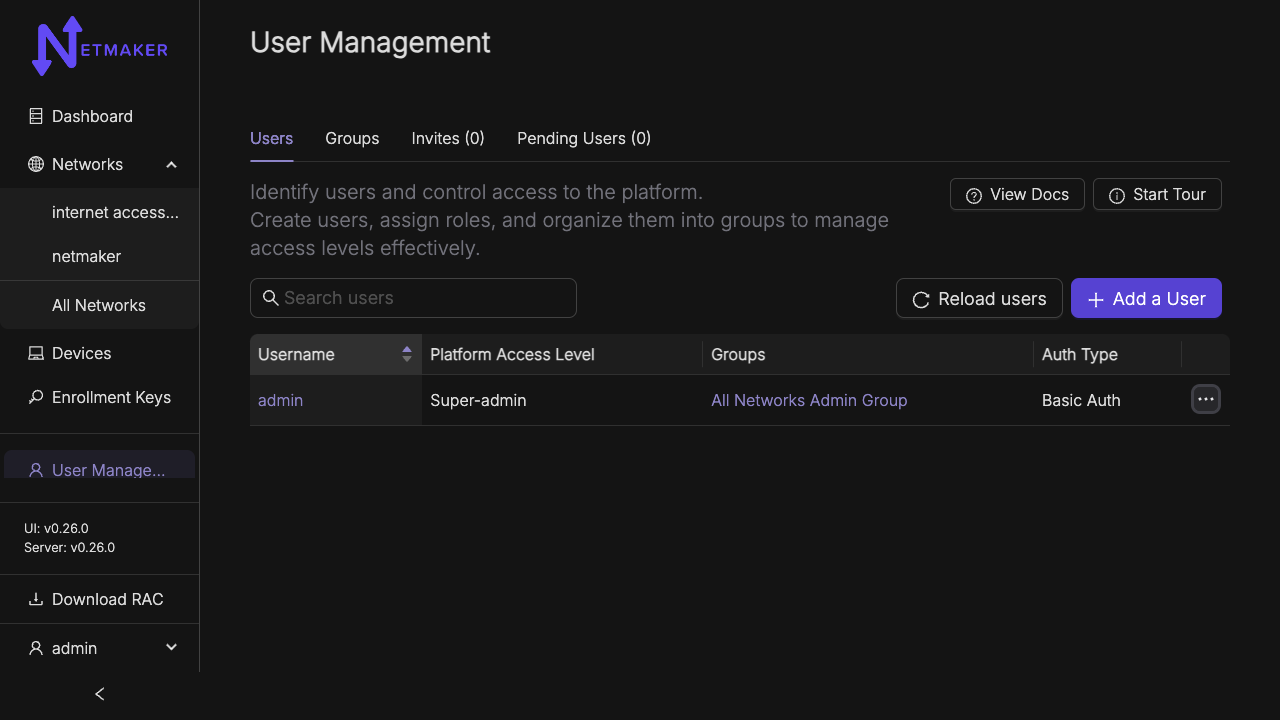 NETMAKER
Dashboard
Networks
internet access...
netmaker
All Networks
Devices
Enrollment Keys
User Manage...
UI: v0.26.0
Server: v0.26.0
Download RAC
admin
User Management
Users Groups Invites (0) Pending Users (0)
Identify users and control access to the platform.
Create users, assign roles, and organize them into groups to manage
access levels effectively.
View Docs Start Tour
Search users Reload users Add a User
Username Platform Access Level Groups Auth Type
admin Super-admin All Networks Admin Group Basic Auth